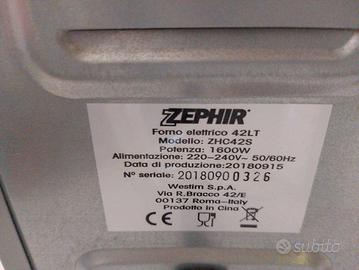 ZEPHIR®
Forno elettrico 42LT
Modello: ZHC42S
Potenza: 1600W
Alimentazione: 220-240V~ 50/60Hz
Data di produzione:20180915
N° seriale: 20180900326
Westim S.p.A.
Via R.Bracco 42/E
00137 Roma-Italy
Prodotto in Cina
CE
subito